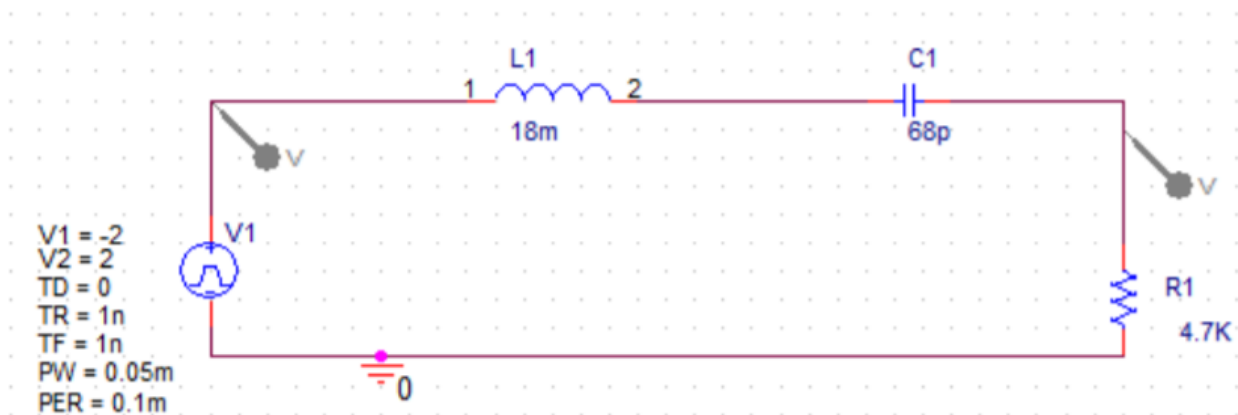 L1
1
2
18m
C1
68p
V
V
V1 = -2
V2 = 2
TD = 0
TR = 1n
TF = 1n
PW = 0.05m
PER = 0.1m
V1
0
R1
4.7K